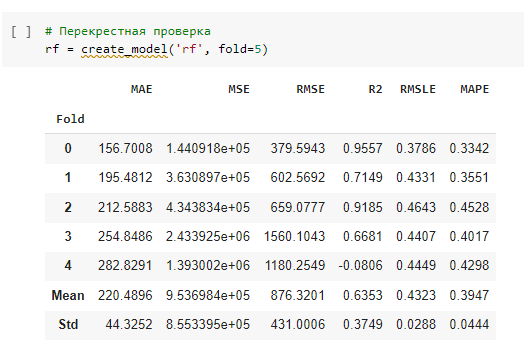 [ ] # Перекрестная проверка
rf = create_model('rf', fold=5)
MAE MSE RMSE R2 RMSLE MAPE
Fold
0 156.7008 1.440918e+05 379.5943 0.9557 0.3786 0.3342
1 195.4812 3.630897e+05 602.5692 0.7149 0.4331 0.3551
2 212.5883 4.343834e+05 659.0777 0.9185 0.4643 0.4528
3 254.8486 2.433925e+06 1560.1043 0.6681 0.4407 0.4017
4 282.8291 1.393002e+06 1180.2549 -0.0806 0.4449 0.4298
Mean 220.4896 9.536984e+05 876.3201 0.6353 0.4323 0.3947
Std 44.3252 8.553395e+05 431.0006 0.3749 0.0288 0.0444